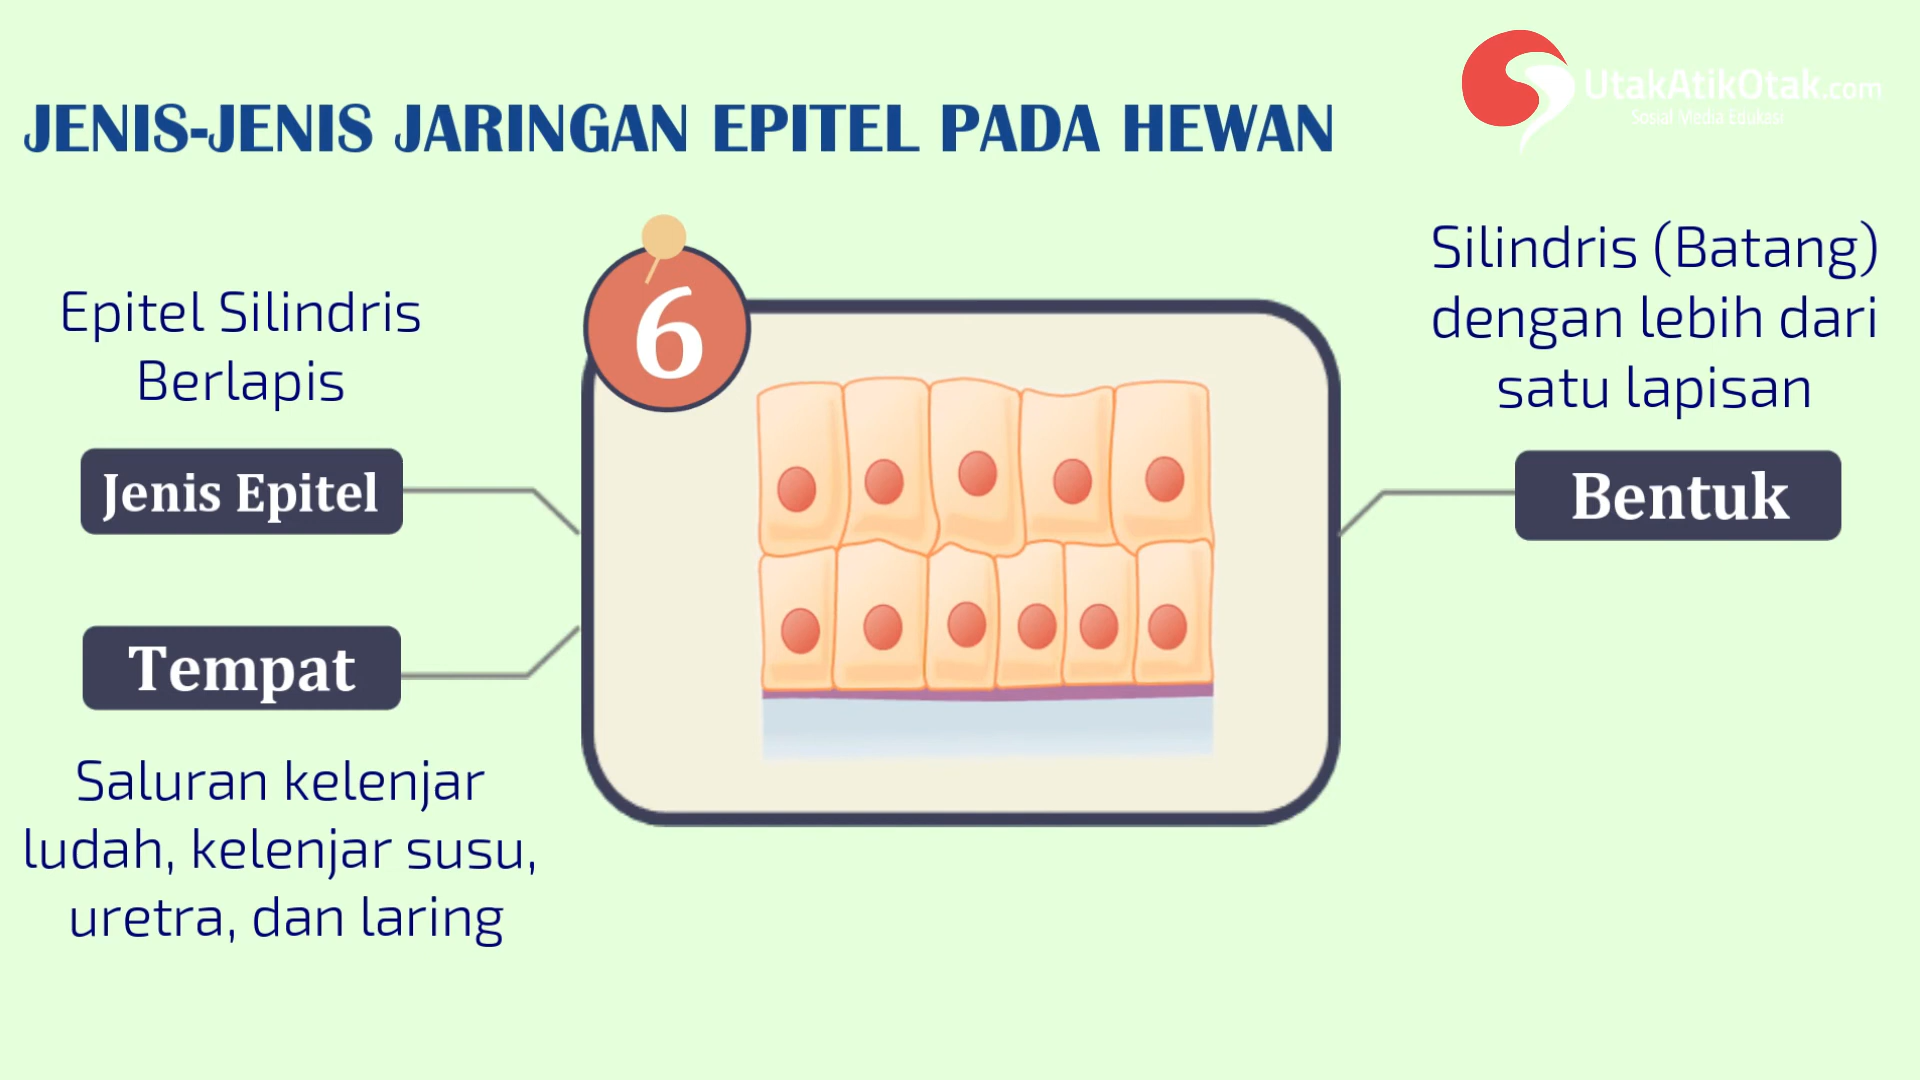 JENIS-JENIS JARINGAN EPITEL PADA HEWAN
UtakAtikOtak.com
Sosial Media Edukasi
Epitel Silindris
Berlapis
Jenis Epitel
Tempat
Saluran kelenjar
ludah, kelenjar susu,
uretra, dan laring
6
Silindris (Batang)
dengan lebih dari
satu lapisan
Bentuk